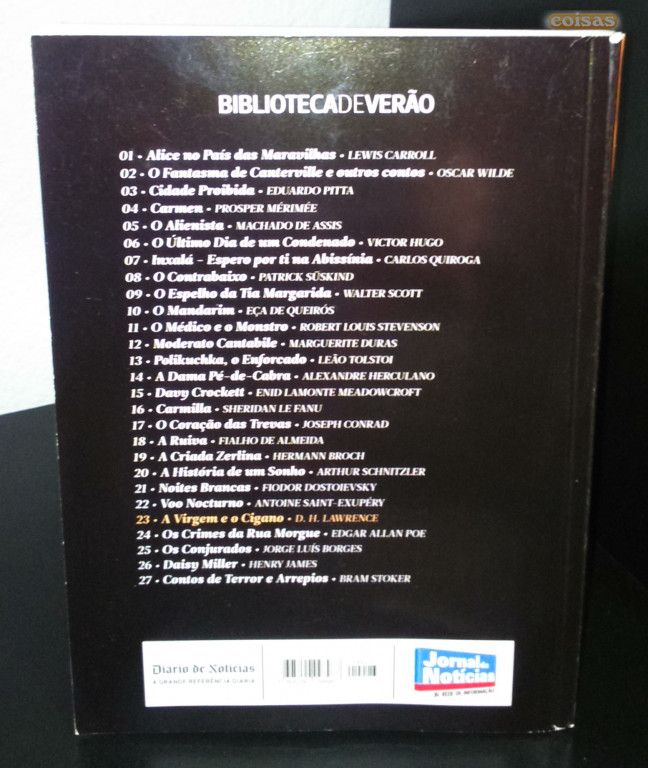 coisas
BIBLIOTECADEVERÃO
01 - Alice no País das Maravilhas • LEWIS CARROLL
02 - O Fantasma de Canterville e outros contos • OSCAR WILDE
03 - Cidade Proibida • EDUARDO PITTA
04 - Carmen • PROSPER MÉRIMÉE
05 - O Alienista • MACHADO DE ASSIS
06 - O Último Dia de um Condenado • VICTOR HUGO
07 - Inxalá - Espero por ti na Abissínia • CARLOS QUIROGA
08 - O Contrabaixo • PATRICK SÜSKIND
09 - O Espelho da Tia Margarida • WALTER SCOTT
10 - O Mandarim • EÇA DE QUEIRÓS
11 - O Médico e o Monstro • ROBERT LOUIS STEVENSON
12 - Moderato Cantabile • MARGUERITE DURAS
13 - Polikuchka, o Enforcado • LEÃO TOLSTOI
14 - A Dama Pé-de-Cabra • ALEXANDRE HERCULANO
15 - Davy Crockett • ENID LAMONTE MEADOWCROFT
16 - Carmilla • SHERIDAN LE FANU
17 - O Coração das Trevas • JOSEPH CONRAD
18 - A Ruiva • FIALHO DE ALMEIDA
19 - A Criada Zerlina • HERMANN BROCH
20 - A História de um Sonho • ARTHUR SCHNITZLER
21 - Noites Brancas • FIODOR DOSTOIEVSKY
22 - Voo Nocturno • ANTOINE SAINT-EXUPÉRY
23 - A Virgem e o Cigano • D. H. LAWRENCE
24 - Os Crimes da Rua Morgue • EDGAR ALLAN POE
25 - Os Conjurados • JORGE LUÍS BORGES
26 - Daisy Miller • HENRY JAMES
27 - Contos de Terror e Arrepios • BRAM STOKER
Diário de Notícias
A GRANDE REFERÊNCIA DIÁRIA
Jornal de
Notícias
A REDE DE INFORMAÇÃO